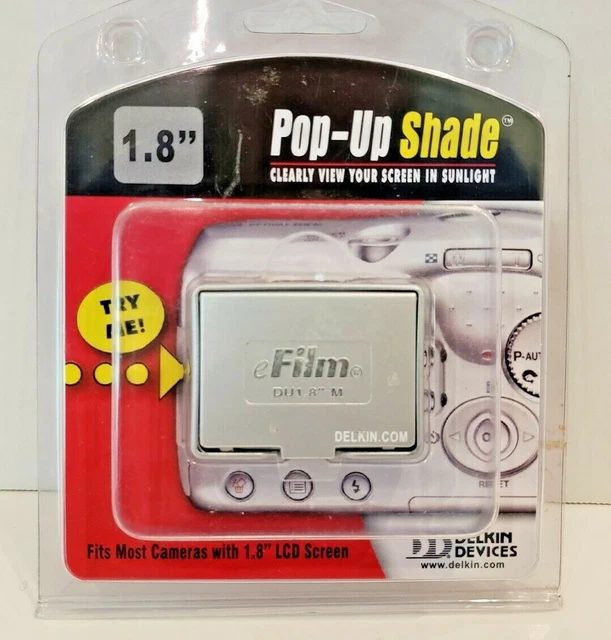 1.8”
Pop-Up Shade™
CLEARLY VIEW YOUR SCREEN IN SUNLIGHT
TRY
ME!
eFilm®
DU1.8" M
DELKIN.COM
P-AUT
RESET
Fits Most Cameras with 1.8” LCD Screen
DELKIN
DEVICES
www.delkin.com